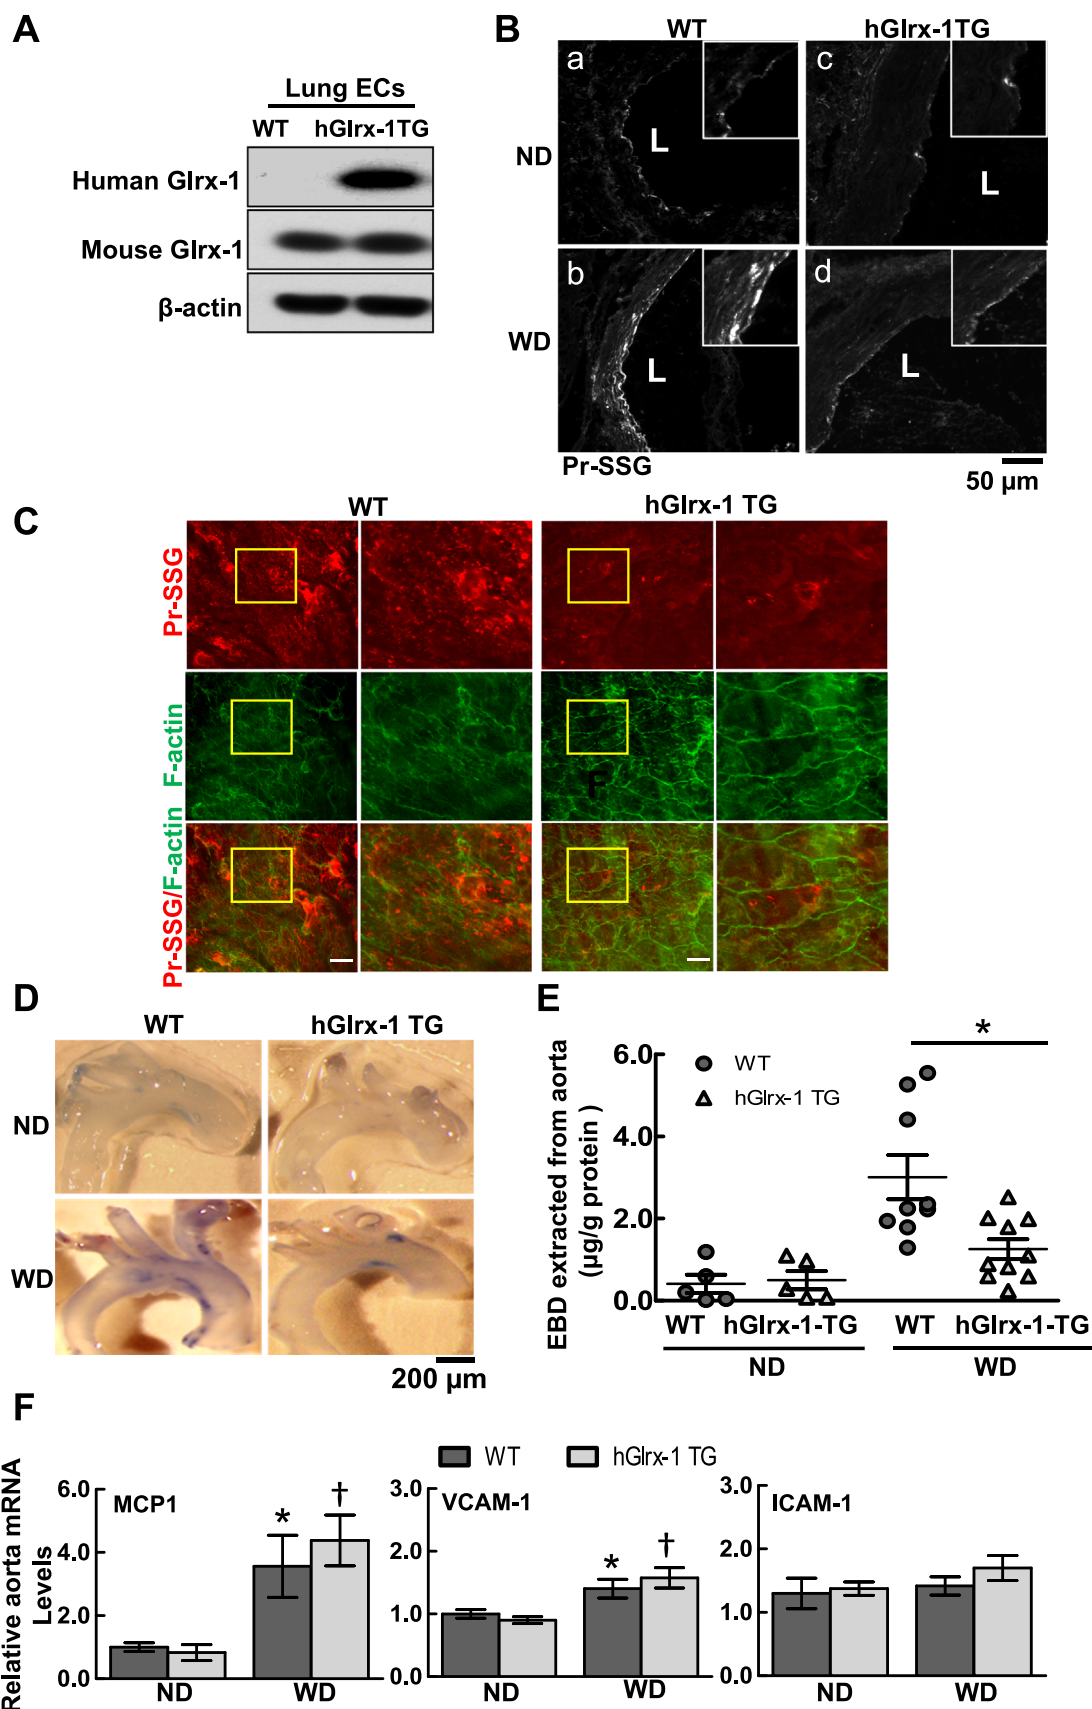 A
Lung ECs
WT hGlrx-1TG
Human Glrx-1
Mouse Glrx-1
β-actin
B
WT hGlrx-1TG
ND
WD
a
L
c
L
b
L
d
L
Pr-SSG
50 µm
C
WT hGlrx-1 TG
Pr-SSG
F-actin
F
Pr-SSG/F-actin
D
WT hGlrx-1 TG
ND
WD
200 µm
E
EBD extracted from aorta
(µg/g protein )
6.0
4.0
2.0
0.0
WT
hGlrx-1 TG
*
WT hGlrx-1-TG WT hGlrx-1-TG
ND WD
F
WT hGlrx-1 TG
Relative aorta mRNA
Levels
6.0
4.0
2.0
0.0
MCP1
* †
ND WD
3.0
2.0
1.0
0.0
VCAM-1
* †
ND WD
3.0
2.0
1.0
0.0
ICAM-1
ND WD